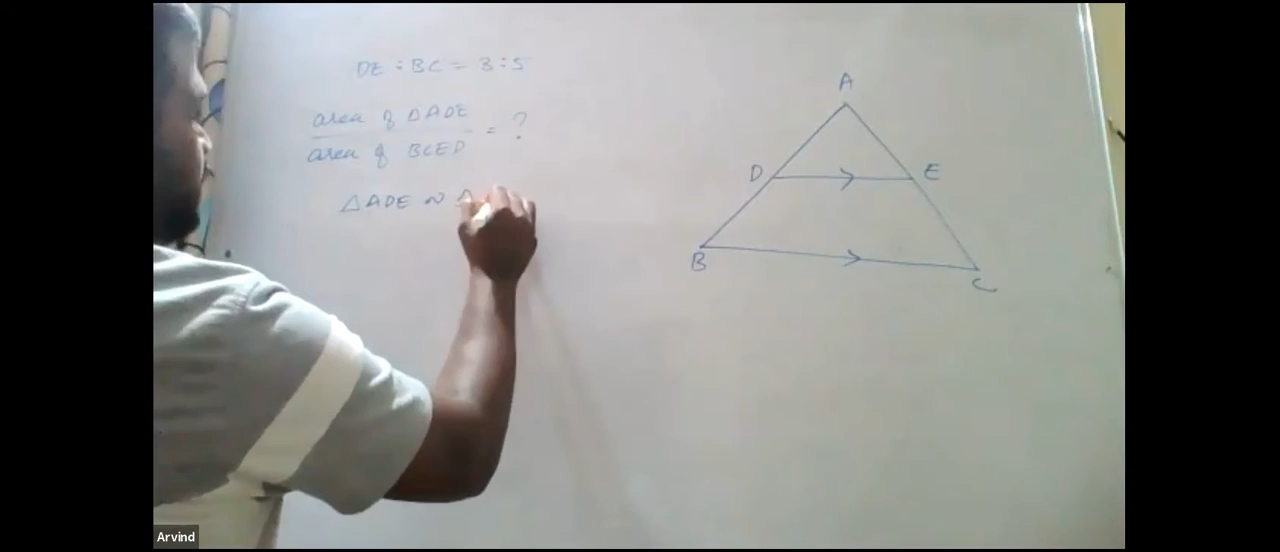 DE : BC = 3 : 5
area of ΔADE
area of BCED
= ?
ΔADE ~ Δ
A
D
E
B
C
Arvind